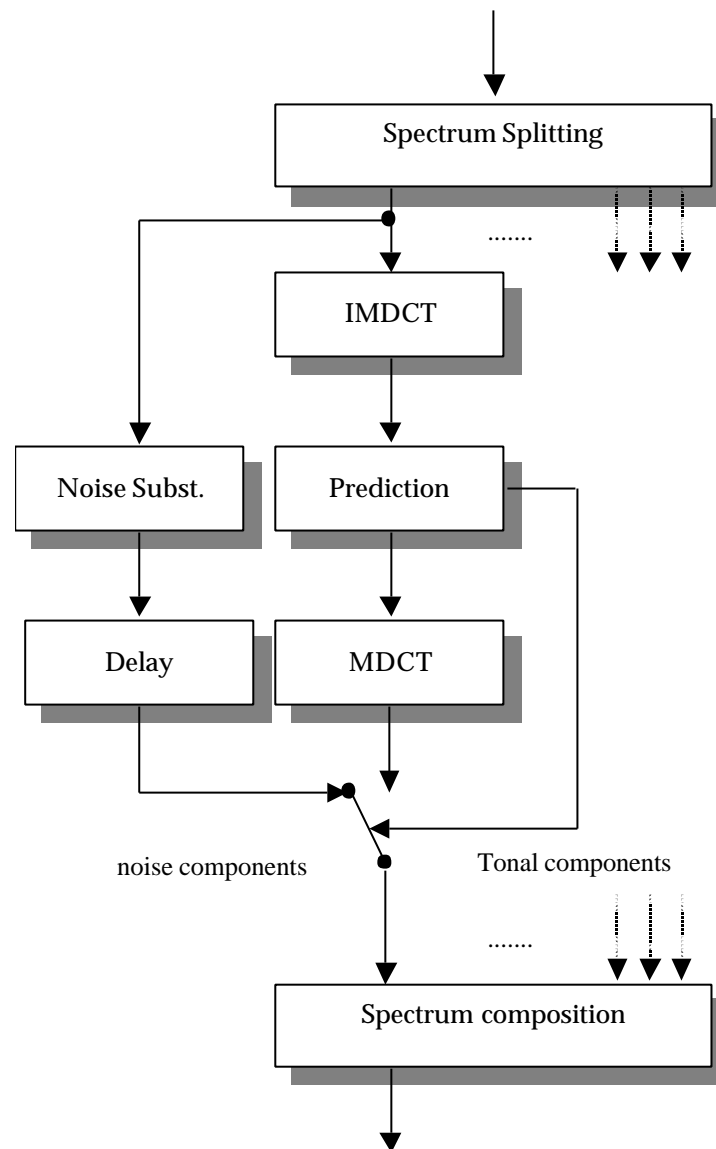 Spectrum Splitting
.......
IMDCT
Noise Subst.
Prediction
Delay
MDCT
noise components
Tonal components
.......
Spectrum composition